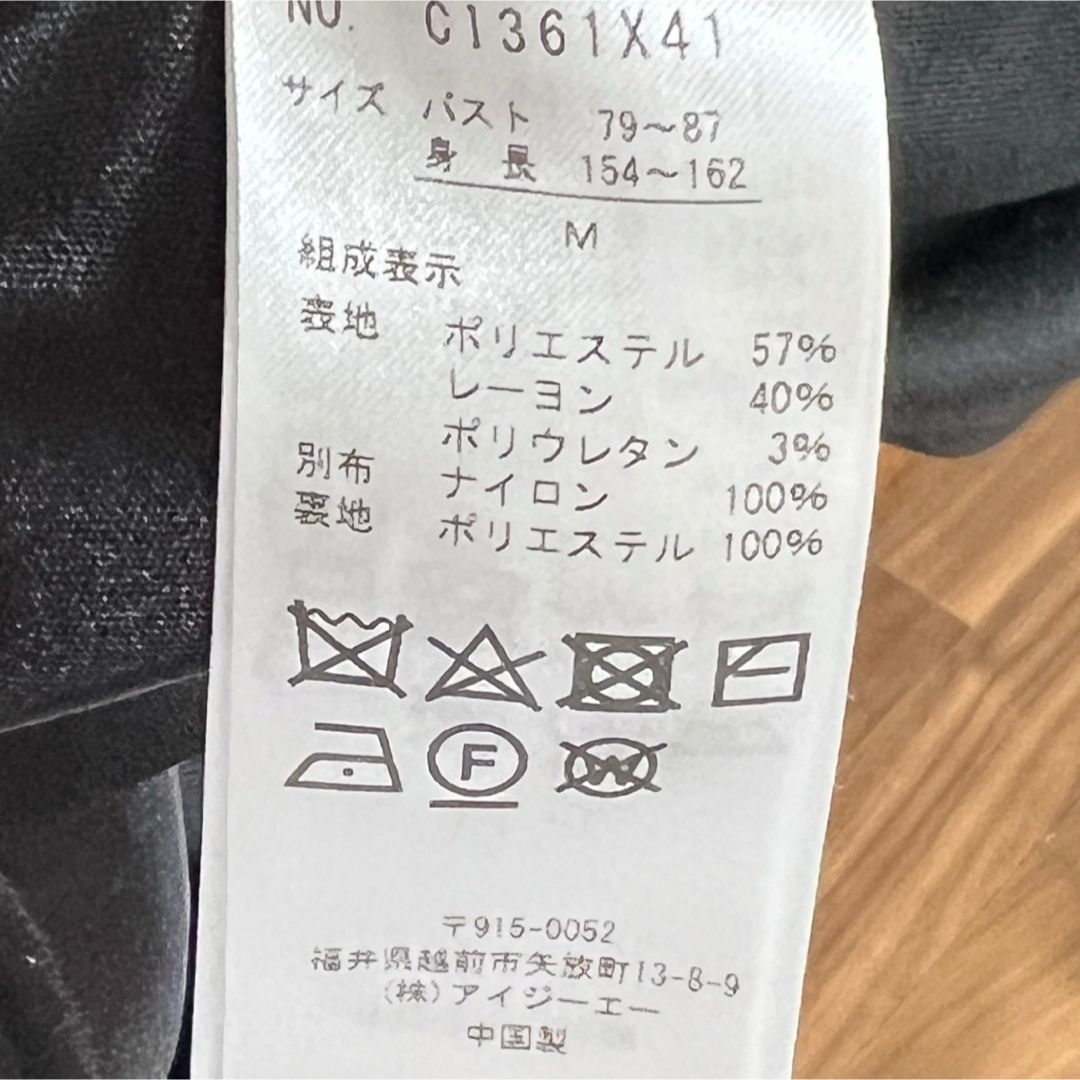 NO. C1361X41
サイズ バスト 79～87
身長 154～162
M
組成表示
表地 ポリエステル 57%
レーヨン 40%
ポリウレタン 3%
別布 ナイロン 100%
裏地 ポリエステル 100%
F
W
〒915-0052
福井県越前市矢放町13-8-9
(株)アイジーエー
中国製